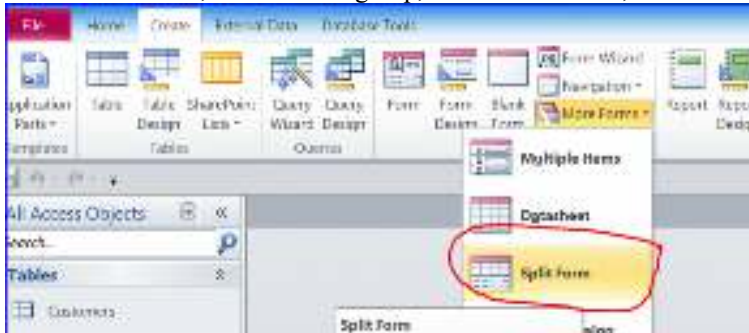 File Home Create External Data Database Tools
Application Parts Table Table Design SharePoint Lists Query Wizard Query Design Form Form Design Blank Form Form Wizard
Navigation
More Forms
Report
Templates Tables Queries
Multiple Items
All Access Objects
Search...
Datasheet
Tables
Split Form
Customers
Split Form